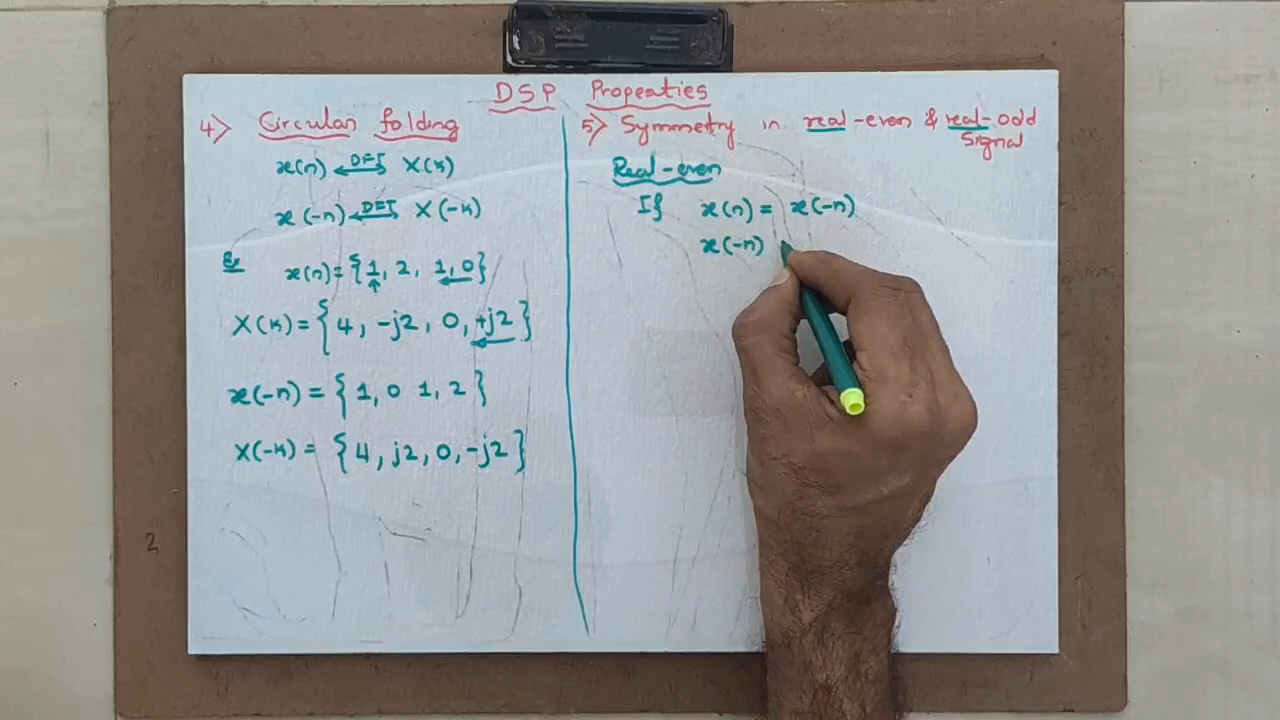 DSP Properties
4> Circular folding
x(n) <-DFT-> X(k)
x(-n) <-DFT-> X(-k)
Ex x(n) = {1, 2, 1, 0}
↑
X(k) = {4, -j2, 0, +j2}
x(-n) = {1, 0 1, 2}
X(-k) = {4, j2, 0, -j2}
5> Symmetry in real-even & real-odd
Signal
Real-even
If x(n) = x(-n)
x(-n)
2